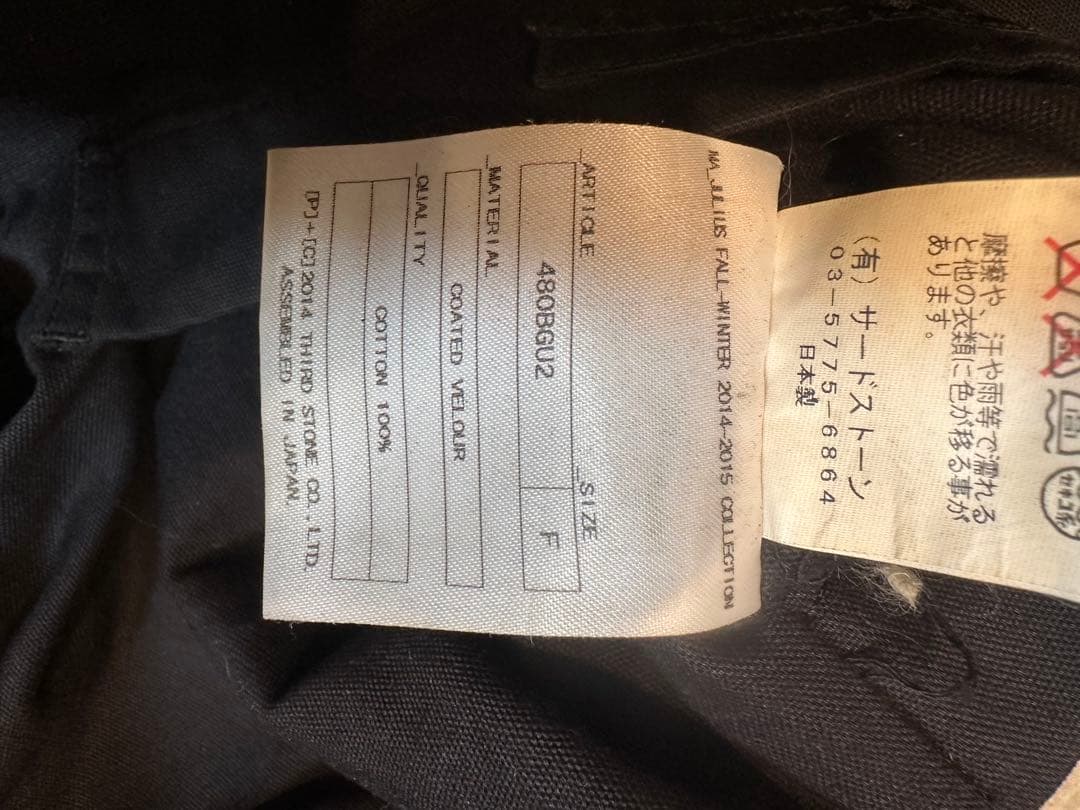 MA_JULIUS FALL-WINTER 2014-2015 COLLECTION
_ARTICLE _SIZE
480BGU2 F
_MATERIAL
COATED VELOUR
_QUALITY
COTTON 100%
[P]+[C] 2014 THIRD STONE CO.,LTD.
ASSEMBLED IN JAPAN
摩擦や、汗や雨等で濡れる
と他の衣類に色が移る事が
あります。
(有)サードストーン
03-5775-6864
日本製